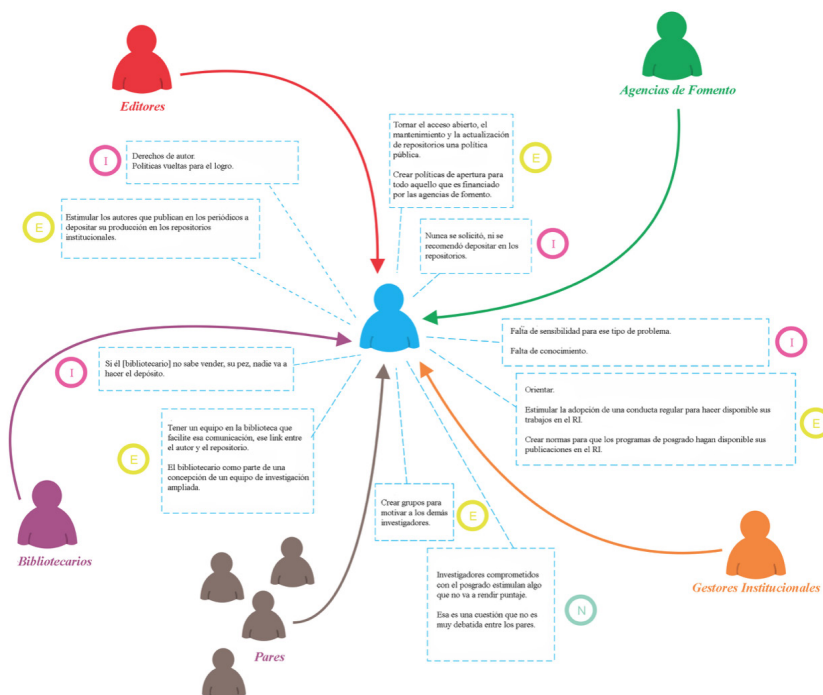 Editores
Agencias de Fomento
Tornar el acceso abierto, el
mantenimiento y la actualización
de repositorios una política
pública.
Crear políticas de apertura para
todo aquello que es financiado
por las agencias de fomento.
E
I
Derechos de autor.
Políticas vueltas para el logro.
E
Estimular los autores que publican en los periódicos a
depositar su producción en los repositorios
institucionales.
Nunca se solicitó, ni se
recomendó depositar en los
repositorios.
I
Falta de sensibilidad para ese tipo de problema.
Falta de conocimiento.
I
I
Si él [bibliotecario] no sabe vender, su pez, nadie va a
hacer el depósito.
Orientar.
Estimular la adopción de una conducta regular para hacer disponible sus
trabajos en el RI.
Crear normas para que los programas de posgrado hagan disponible sus
publicaciones en el RI.
E
E
Tener un equipo en la biblioteca que
facilite esa comunicación, ese link entre
el autor y el repositorio.
El bibliotecario como parte de una
concepción de un equipo de investigación
ampliada.
Crear grupos para
motivar a los demás
investigadores.
E
Bibliotecarios
Investigadores comprometidos
con el posgrado estimulan algo
que no va a rendir puntaje.
Esa es una cuestión que no es
muy debatida entre los pares.
N
Gestores Institucionales
Pares